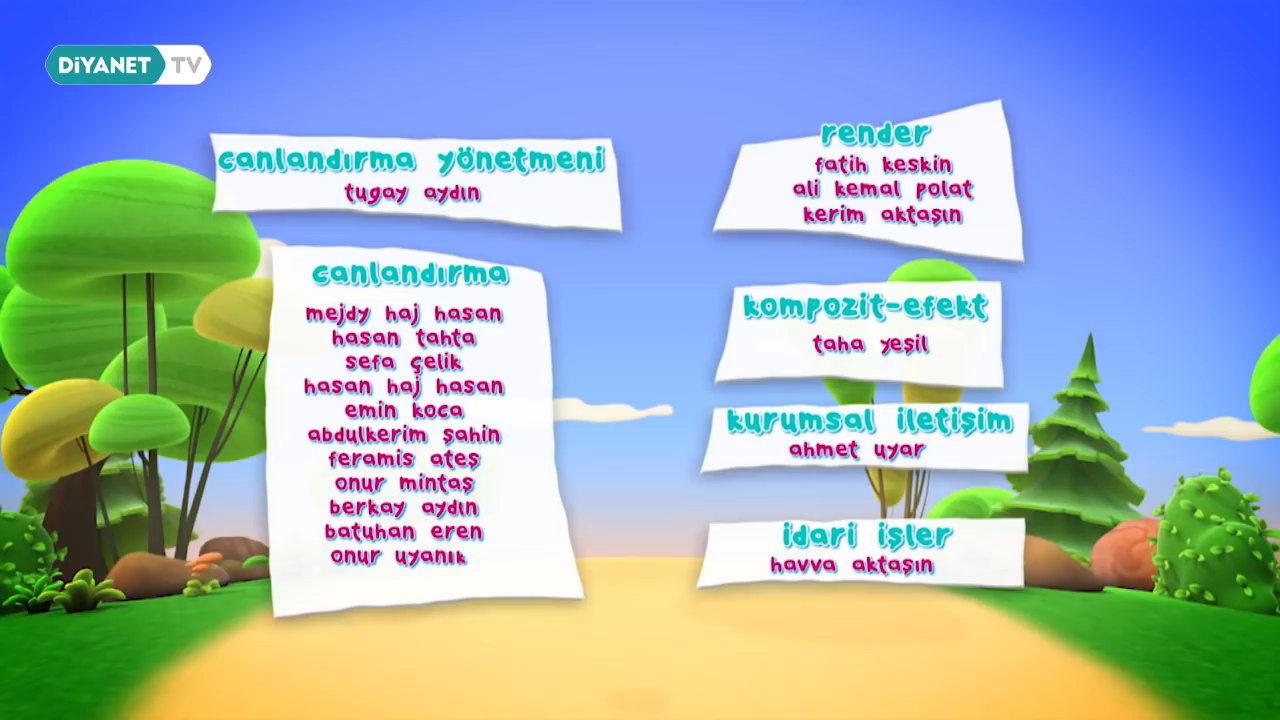 DİYANET TV
canlandırma yönetmeni
tugay aydın
canlandırma
mejdy haj hasan
hasan tahta
sefa çelik
hasan haj hasan
emin koca
abdulkerim şahin
feramis ateş
onur mintaş
berkay aydın
batuhan eren
onur uyanık
render
fatih keskin
ali kemal polat
kerim aktaşın
kompozit-efekt
taha yeşil
kurumsal iletişim
ahmet uyar
idari işler
havva aktaşın